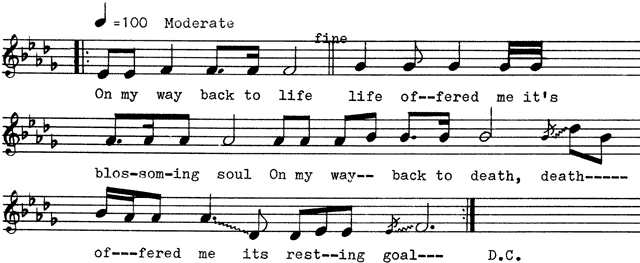 =100 Moderate
fine
On my way back to life life of--fered me it's
blos-som-ing soul On my way-- back to death, death-----
of---fered me its rest--ing goal--- D.C.